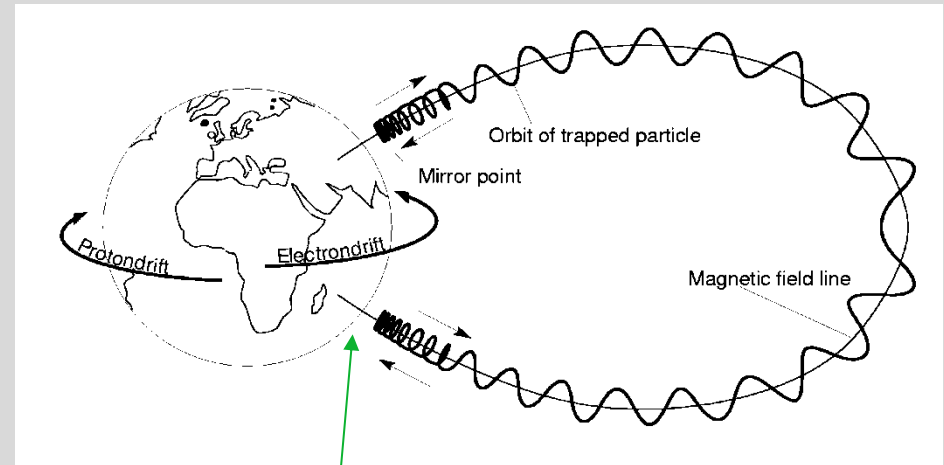 Orbit of trapped particle
Mirror point
Protondrift
Electrondrift
Magnetic field line